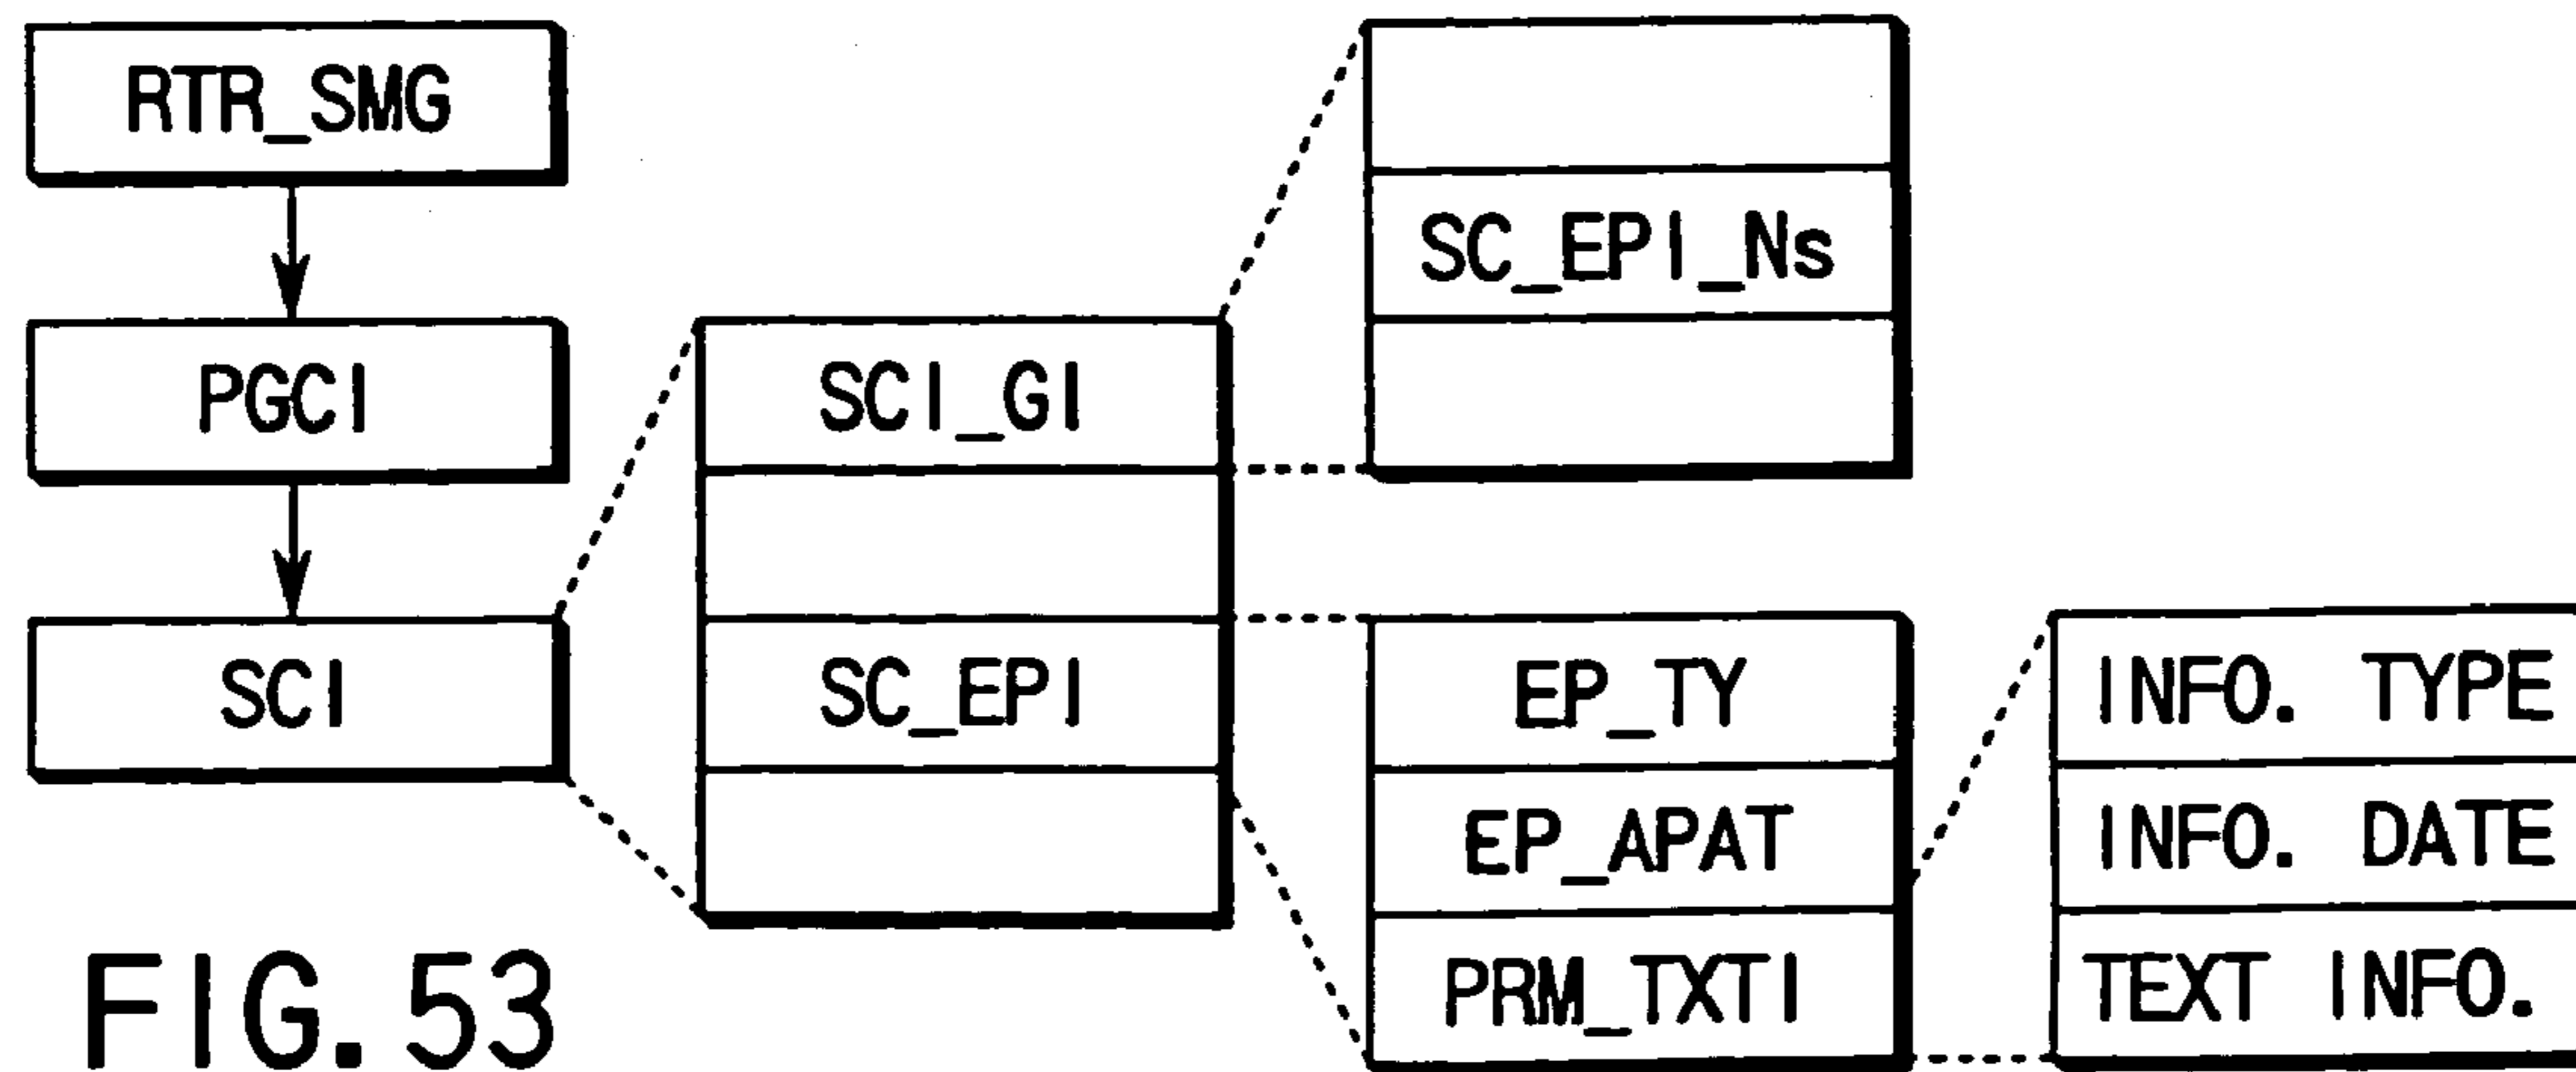 RTR_SMG
PGCI
SCI
SCI_GI
SC_EPI
SC_EPI_Ns
EP_TY
EP_APAT
PRM_TXTI
INFO. TYPE
INFO. DATE
TEXT INFO.
FIG. 53